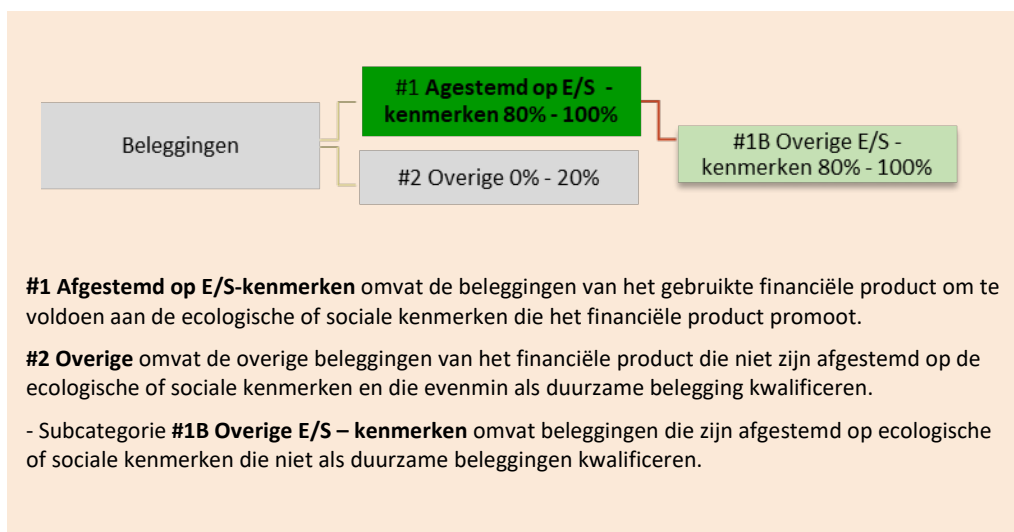 Beleggingen
#1 Agestemd op E/S -
kenmerken 80% - 100%
#2 Overige 0% - 20%
#1B Overige E/S -
kenmerken 80% - 100%
#1 Afgestemd op E/S-kenmerken omvat de beleggingen van het gebruikte financiële product om te
voldoen aan de ecologische of sociale kenmerken die het financiële product promoot.
#2 Overige omvat de overige beleggingen van het financiële product die niet zijn afgestemd op de
ecologische of sociale kenmerken en die evenmin als duurzame belegging kwalificeren.
- Subcategorie #1B Overige E/S – kenmerken omvat beleggingen die zijn afgestemd op ecologische
of sociale kenmerken die niet als duurzame beleggingen kwalificeren.